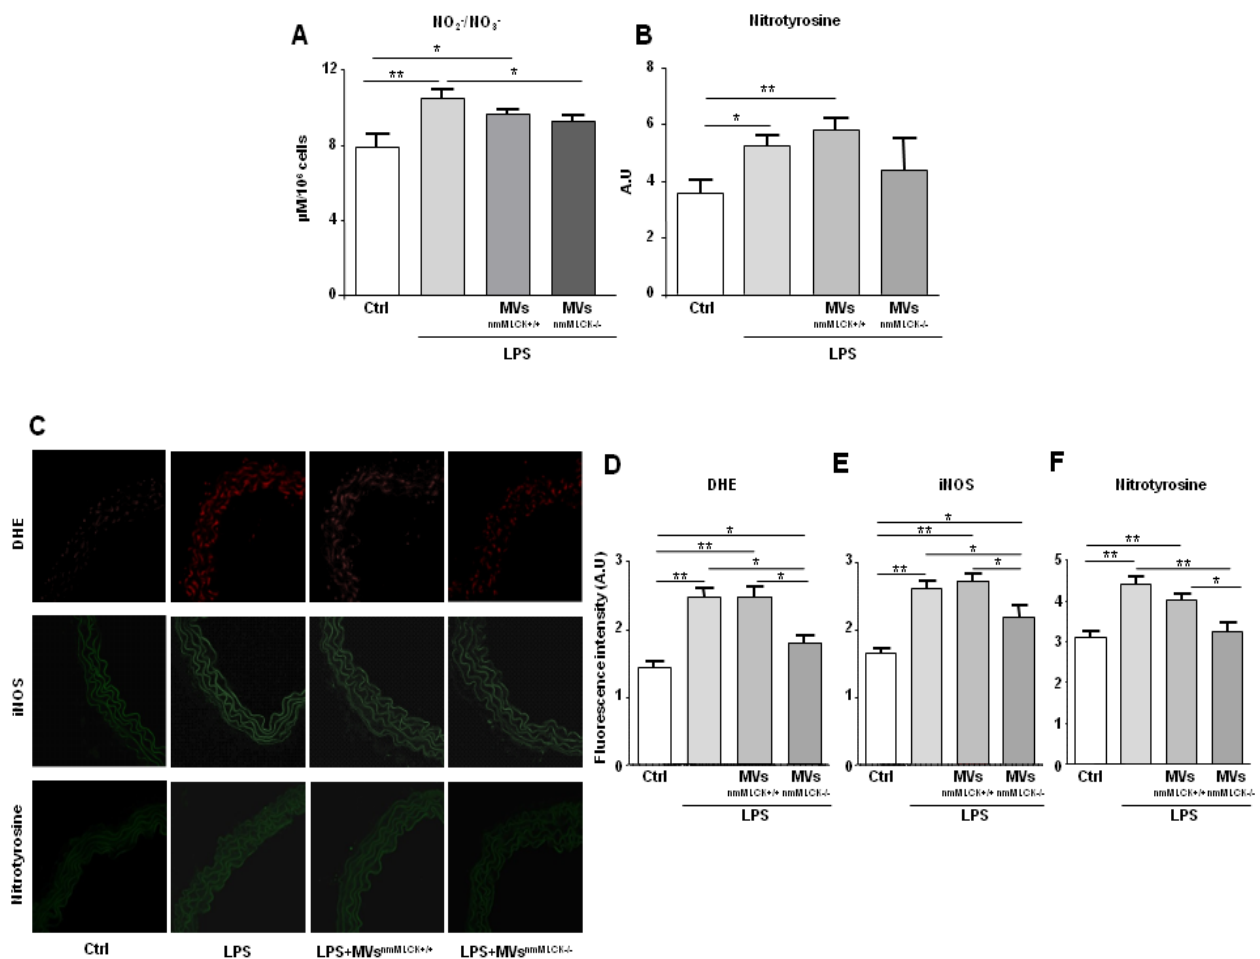 A
NO₂⁻/NO₃⁻
*
**
*
12
8
4
0
µM/10⁶ cells
Ctrl
MVs
MVs
nmMLCK+/+
nmMLCK-/-
LPS
B
Nitrotyrosine
**
*
8
6
4
2
0
A.U
Ctrl
MVs
MVs
nmMLCK+/+
nmMLCK-/-
LPS
C
DHE
iNOS
Nitrotyrosine
Ctrl
LPS
LPS+MVsⁿᵐᴹᴸᶜᴷ⁺/⁺
LPS+MVsⁿᵐᴹᴸᶜᴷ⁻/⁻
D
DHE
*
**
*
**
*
3
2
1
0
Fluorescence intensity (A.U)
Ctrl
MVs
MVs
nmMLCK+/+
nmMLCK-/-
LPS
E
iNOS
*
**
*
**
*
3
2
1
0
Ctrl
MVs
MVs
nmMLCK+/+
nmMLCK-/-
LPS
F
Nitrotyrosine
**
**
**
*
5
4
3
2
1
0
Ctrl
MVs
MVs
nmMLCK+/+
nmMLCK-/-
LPS